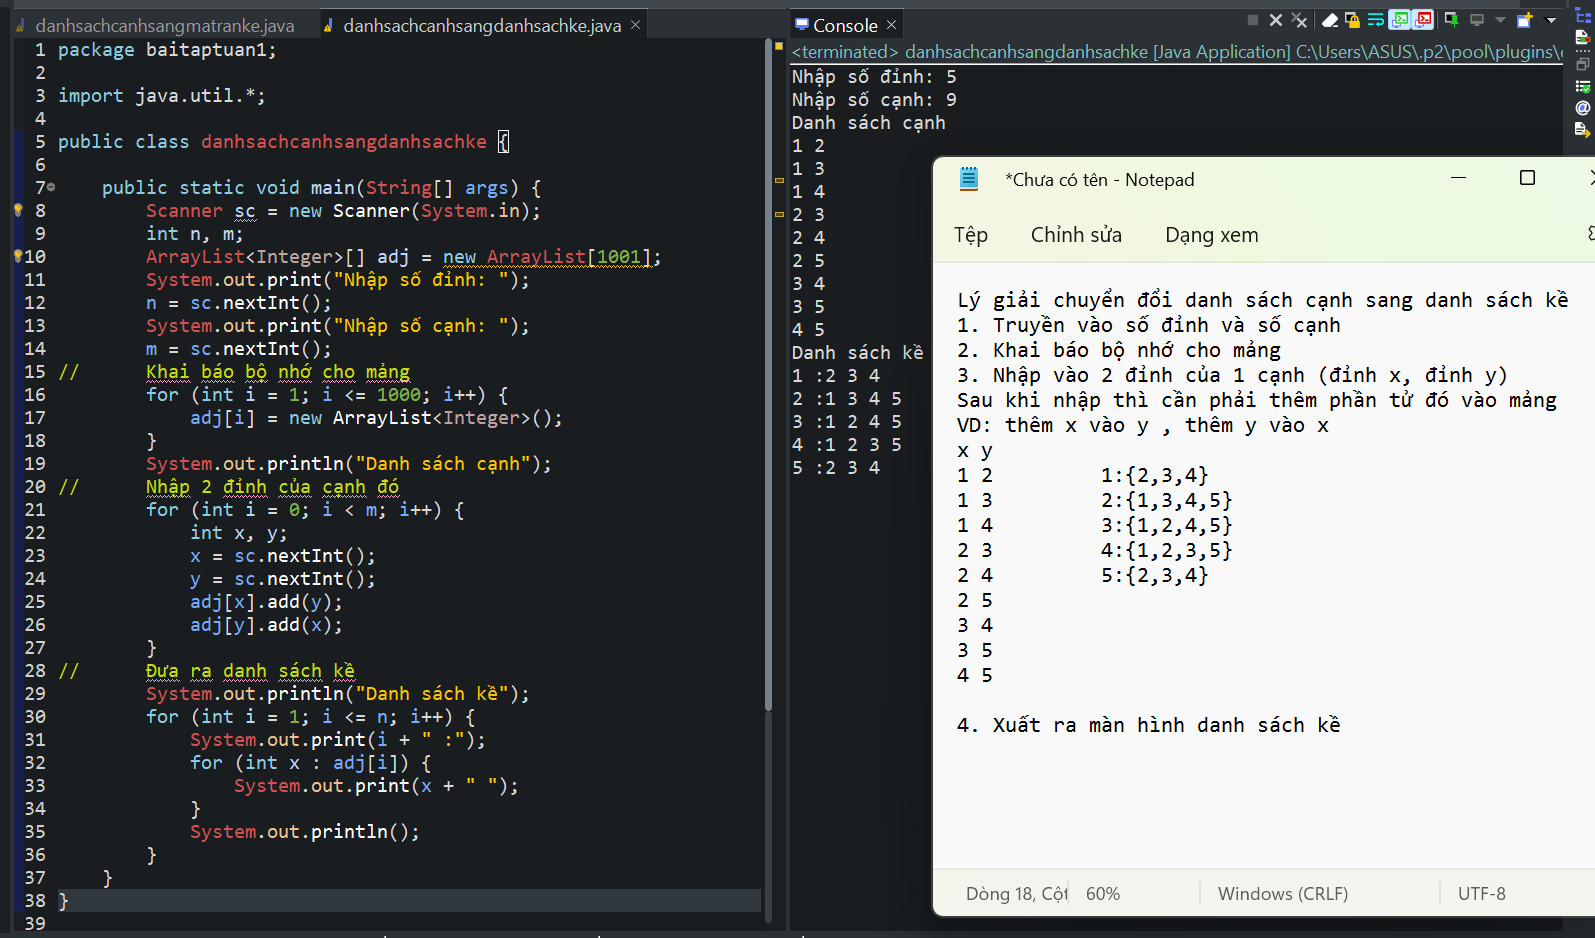 danhsachcanhsangmatranke.java
danhsachcanhsangdanhsachke.java
1 package baitaptuan1;
2
3 import java.util.*;
4
5 public class danhsachcanhsangdanhsachke {
6
7 public static void main(String[] args) {
8 Scanner sc = new Scanner(System.in);
9 int n, m;
10 ArrayList<Integer>[] adj = new ArrayList[1001];
11 System.out.print("Nhập số đỉnh: ");
12 n = sc.nextInt();
13 System.out.print("Nhập số cạnh: ");
14 m = sc.nextInt();
15 // Khai báo bộ nhớ cho mảng
16 for (int i = 1; i <= 1000; i++) {
17 adj[i] = new ArrayList<Integer>();
18 }
19 System.out.println("Danh sách cạnh");
20 // Nhập 2 đỉnh của cạnh đó
21 for (int i = 0; i < m; i++) {
22 int x, y;
23 x = sc.nextInt();
24 y = sc.nextInt();
25 adj[x].add(y);
26 adj[y].add(x);
27 }
28 // Đưa ra danh sách kề
29 System.out.println("Danh sách kề");
30 for (int i = 1; i <= n; i++) {
31 System.out.print(i + " :");
32 for (int x : adj[i]) {
33 System.out.print(x + " ");
34 }
35 System.out.println();
36 }
37 }
38 }
39
Console
<terminated> danhsachcanhsangdanhsachke [Java Application] C:\Users\ASUS\.p2\pool\plugins\
Nhập số đỉnh: 5
Nhập số cạnh: 9
Danh sách cạnh
1 2
1 3
1 4
2 3
2 4
2 5
3 4
3 5
4 5
Danh sách kề
1 :2 3 4
2 :1 3 4 5
3 :1 2 4 5
4 :1 2 3 5
5 :2 3 4
*Chưa có tên - Notepad
Tệp Chỉnh sửa Dạng xem
Lý giải chuyển đổi danh sách cạnh sang danh sách kề
1. Truyền vào số đỉnh và số cạnh
2. Khai báo bộ nhớ cho mảng
3. Nhập vào 2 đỉnh của 1 cạnh (đỉnh x, đỉnh y)
Sau khi nhập thì cần phải thêm phần tử đó vào mảng
VD: thêm x vào y , thêm y vào x
x y
1 2 1:{2,3,4}
1 3 2:{1,3,4,5}
1 4 3:{1,2,4,5}
2 3 4:{1,2,3,5}
2 4 5:{2,3,4}
2 5
3 4
3 5
4 5
4. Xuất ra màn hình danh sách kề
Dòng 18, Cột 60% Windows (CRLF) UTF-8